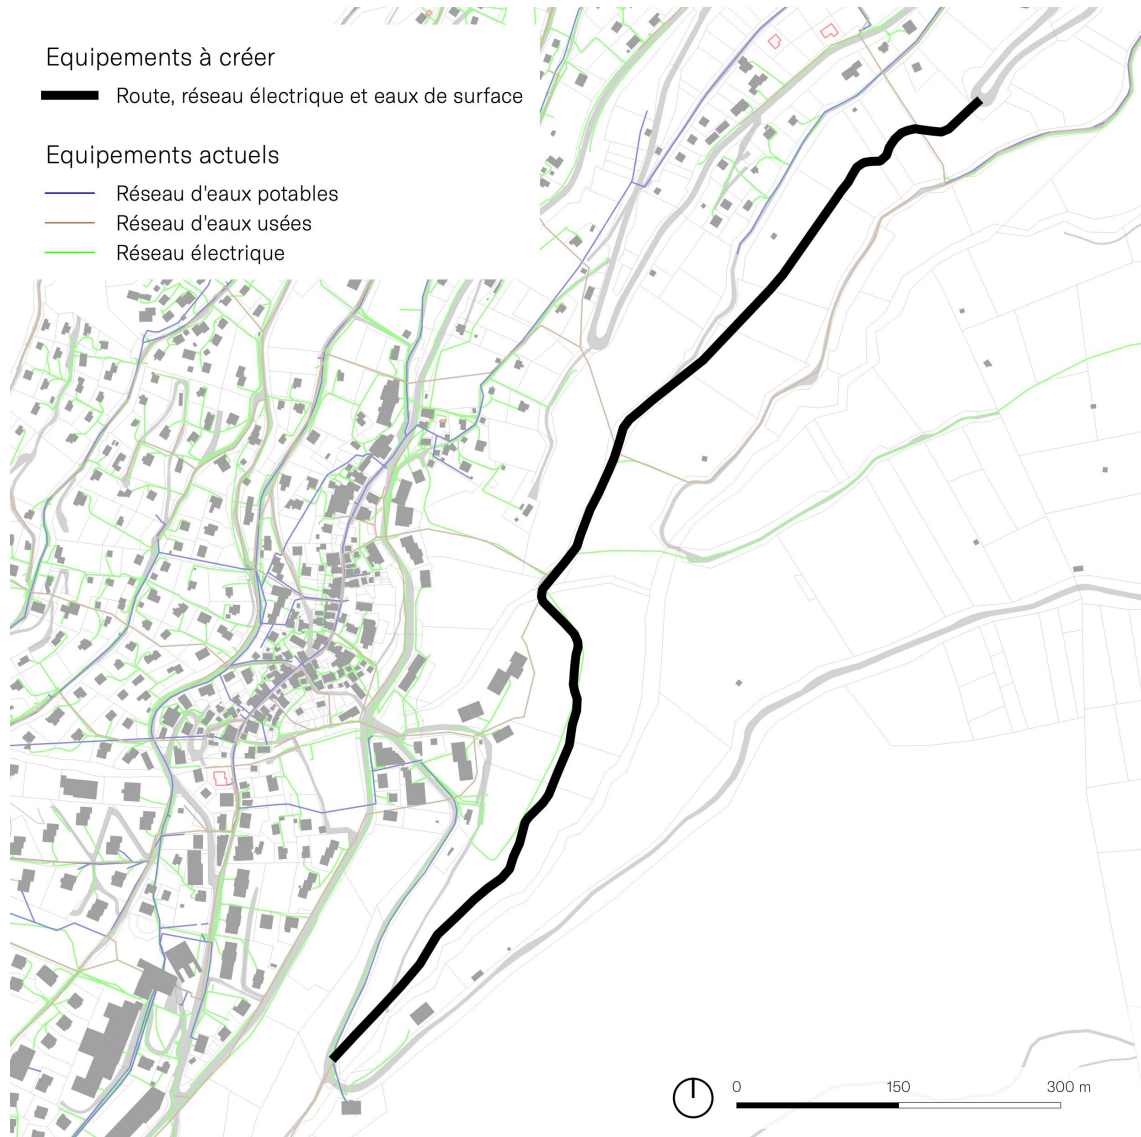 Equipements à créer
Route, réseau électrique et eaux de surface
Equipements actuels
Réseau d'eaux potables
Réseau d'eaux usées
Réseau électrique
0 150 300 m